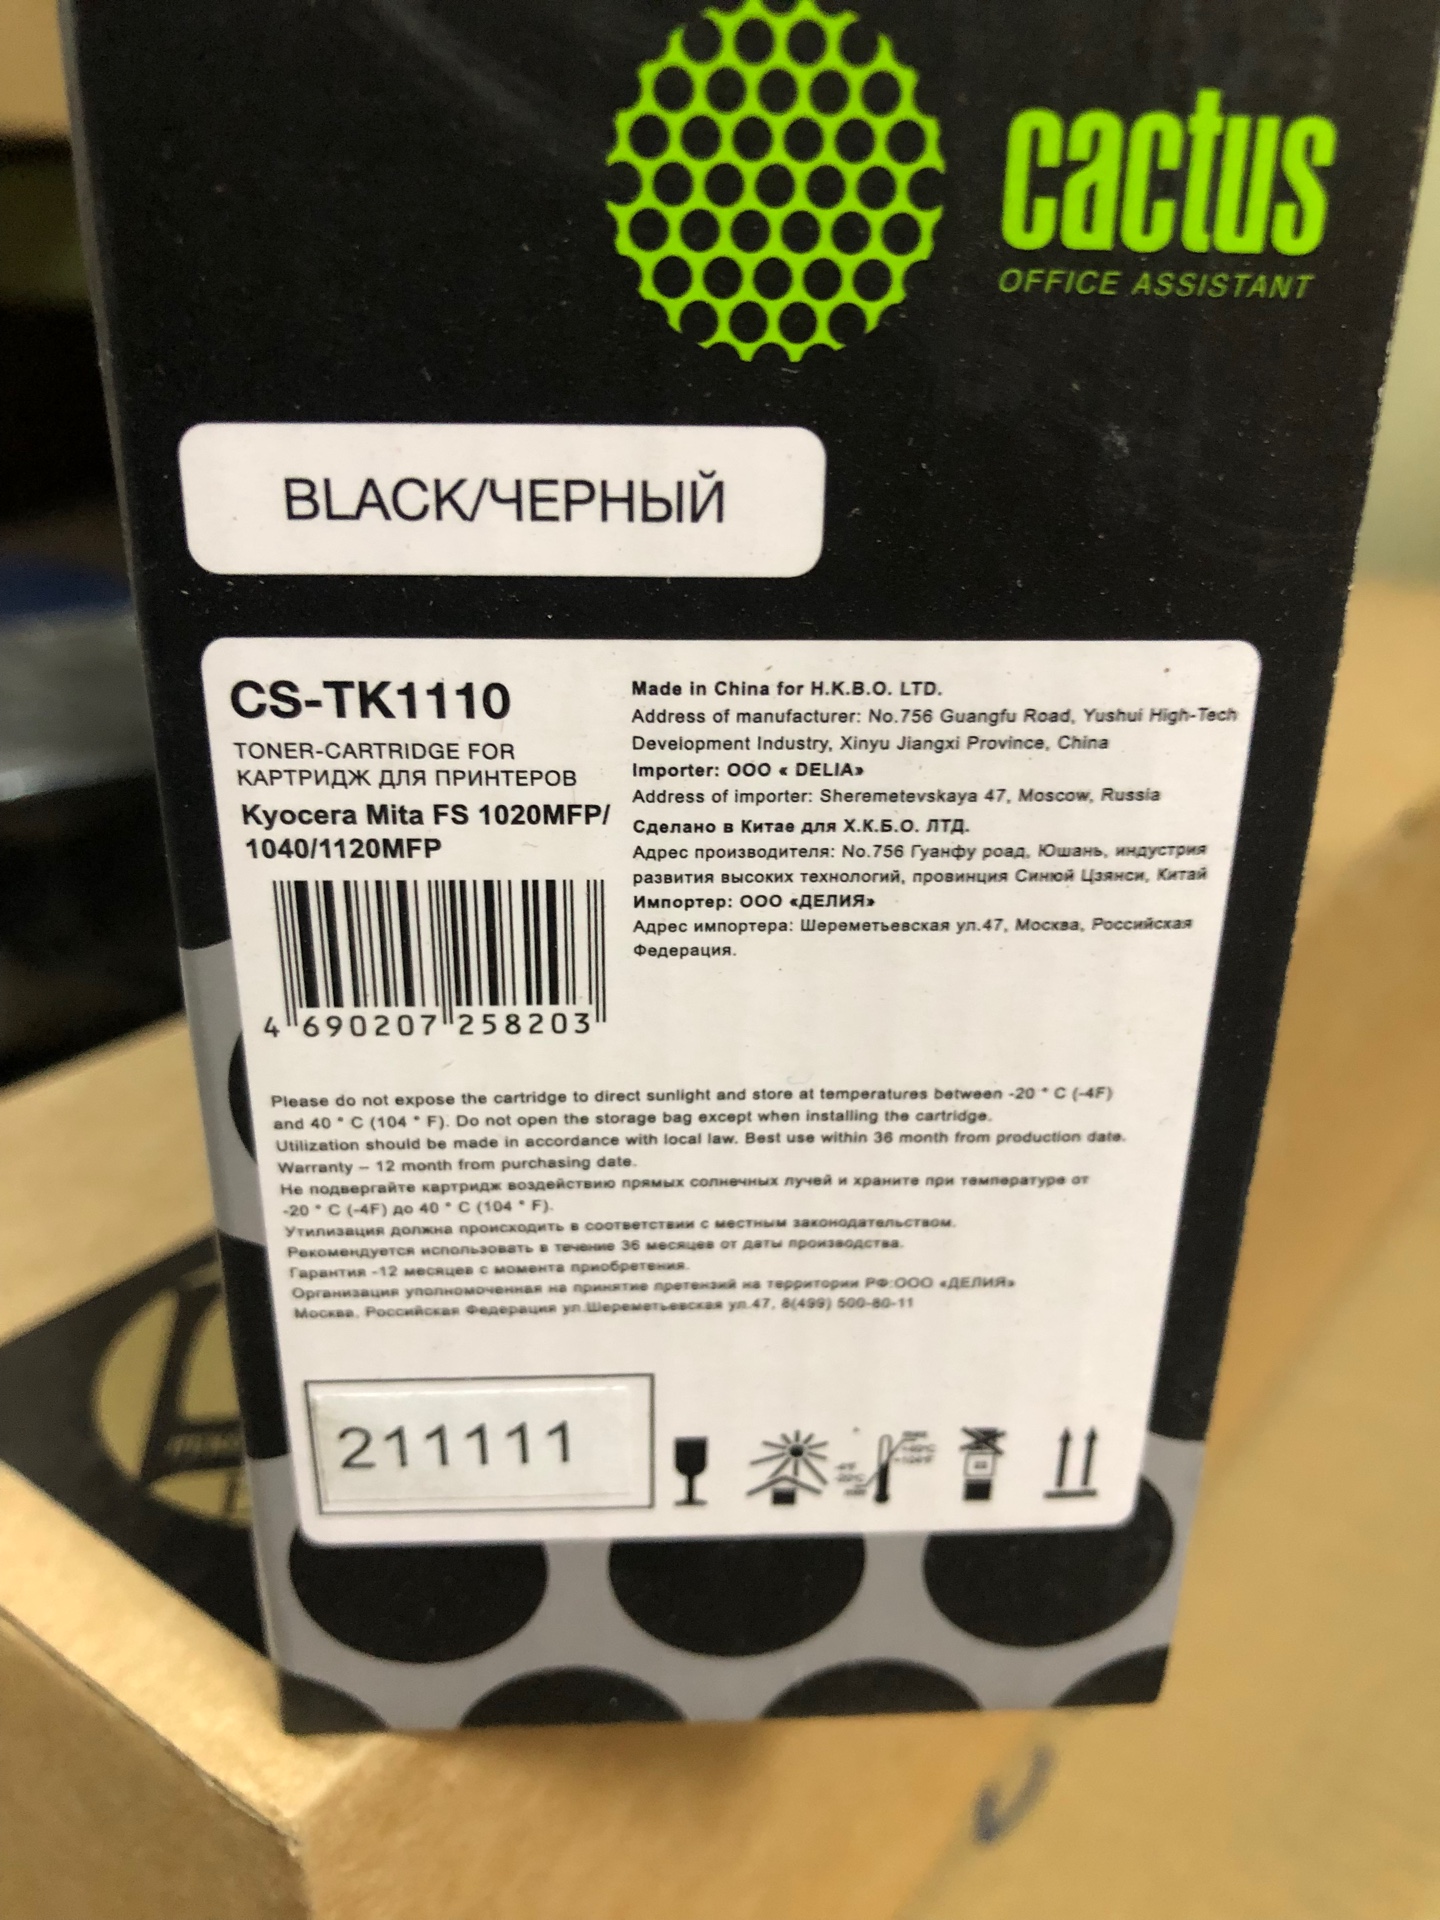 cactus
OFFICE ASSISTANT
BLACK/ЧЕРНЫЙ
CS-TK1110
TONER-CARTRIDGE FOR
КАРТРИДЖ ДЛЯ ПРИНТЕРОВ
Kyocera Mita FS 1020MFP/
1040/1120MFP
4 690207 258203
Made in China for H.K.B.O. LTD.
Address of manufacturer: No.756 Guangfu Road, Yushui High-Tech
Development Industry, Xinyu Jiangxi Province, China
Importer: OOO « DELIA»
Address of importer: Sheremetevskaya 47, Moscow, Russia
Сделано в Китае для Х.К.Б.О. ЛТД.
Адрес производителя: No.756 Гуанфу роад, Юшань, индустрия
развития высоких технологий, провинция Синюй Цзянси, Китай
Импортер: ООО «ДЕЛИЯ»
Адрес импортера: Шереметьевская ул.47, Москва, Российская
Федерация.
Please do not expose the cartridge to direct sunlight and store at temperatures between -20 ° C (-4F)
and 40 ° C (104 ° F). Do not open the storage bag except when installing the cartridge.
Utilization should be made in accordance with local law. Best use within 36 month from production date.
Warranty – 12 month from purchasing date.
Не подвергайте картридж воздействию прямых солнечных лучей и храните при температуре от
-20 ° C (-4F) до 40 ° C (104 ° F).
Утилизация должна происходить в соответствии с местным законодательством.
Рекомендуется использовать в течение 36 месяцев от даты производства.
Гарантия -12 месяцев с момента приобретения.
Организация уполномоченная на принятие претензий на территории РФ:ООО «ДЕЛИЯ»
Москва, Российская Федерация ул.Шереметьевская ул.47, 8(499) 500-80-11
211111